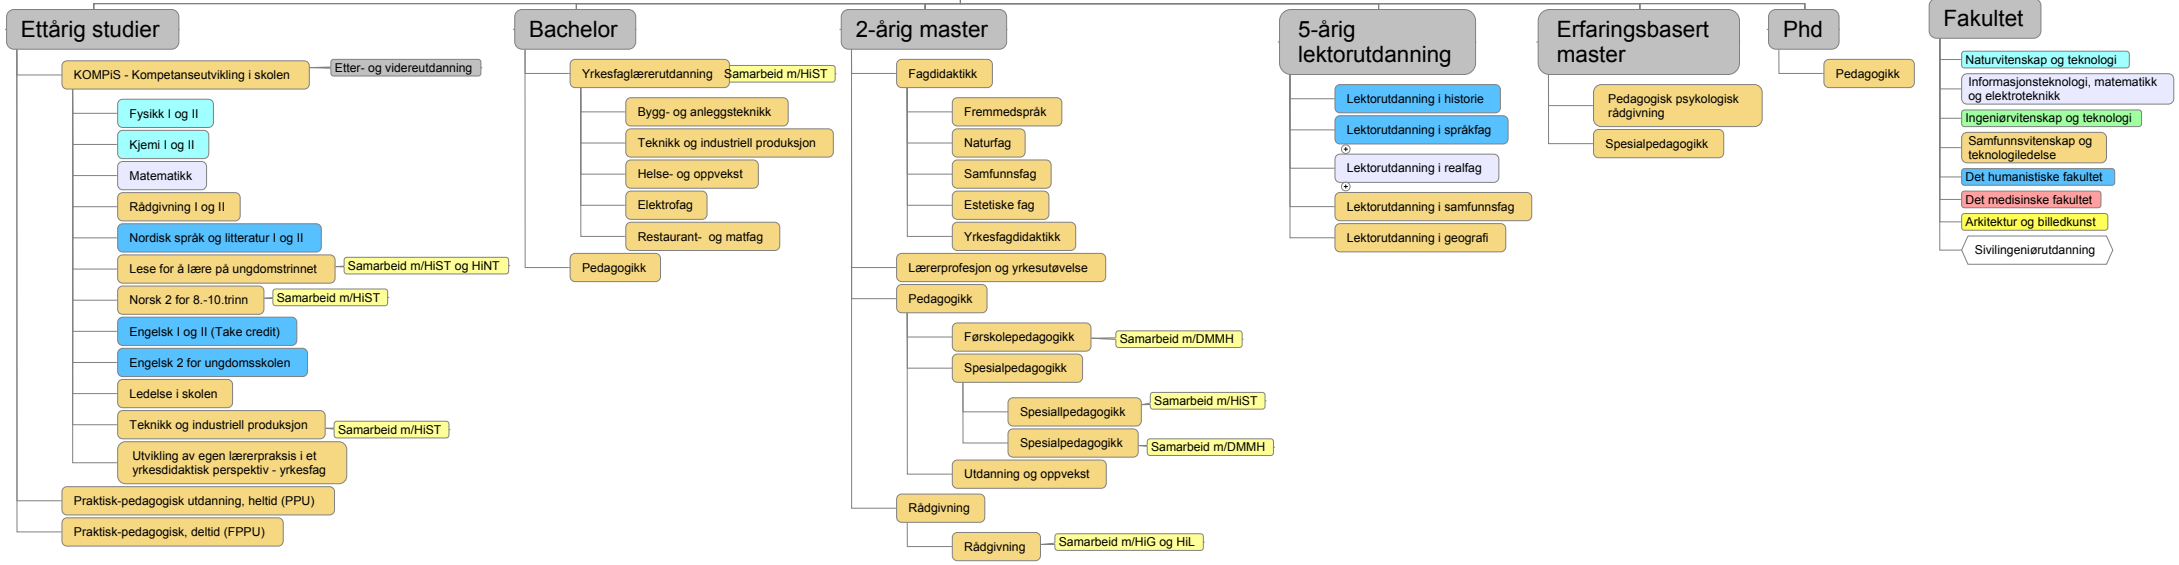 Ettårig studier
KOMPiS - Kompetanseutvikling i skolen
Etter- og videreutdanning
Fysikk I og II
Kjemi I og II
Matematikk
Rådgivning I og II
Nordisk språk og litteratur I og II
Lese for å lære på ungdomstrinnet
Samarbeid m/HiST og HiNT
Norsk 2 for 8.-10.trinn
Samarbeid m/HiST
Engelsk I og II (Take credit)
Engelsk 2 for ungdomsskolen
Ledelse i skolen
Teknikk og industriell produksjon
Samarbeid m/HiST
Utvikling av egen lærerpraksis i et
yrkesdidaktisk perspektiv - yrkesfag
Praktisk-pedagogisk utdanning, heltid (PPU)
Praktisk-pedagogisk, deltid (FPPU)
Bachelor
Yrkesfaglærerutdanning
Samarbeid m/HiST
Bygg- og anleggsteknikk
Teknikk og industriell produksjon
Helse- og oppvekst
Elektrofag
Restaurant- og matfag
Pedagogikk
2-årig master
Fagdidaktikk
Fremmedspråk
Naturfag
Samfunnsfag
Estetiske fag
Yrkesfagdidaktikk
Lærerprofesjon og yrkesutøvelse
Pedagogikk
Førskolepedagogikk
Samarbeid m/DMMH
Spesialpedagogikk
Spesiallpedagogikk
Samarbeid m/HiST
Spesialpedagogikk
Samarbeid m/DMMH
Utdanning og oppvekst
Rådgivning
Rådgivning
Samarbeid m/HiG og HiL
5-årig
lektorutdanning
Lektorutdanning i historie
Lektorutdanning i språkfag
Lektorutdanning i realfag
Lektorutdanning i samfunnsfag
Lektorutdanning i geografi
Erfaringsbasert
master
Pedagogisk psykologisk
rådgivning
Spesialpedagogikk
Phd
Pedagogikk
Fakultet
Naturvitenskap og teknologi
Informasjonsteknologi, matematikk
og elektroteknikk
Ingeniørvitenskap og teknologi
Samfunnsvitenskap og
teknologiledelse
Det humanistiske fakultet
Det medisinske fakultet
Arkitektur og billedkunst
Sivilingeniørutdanning